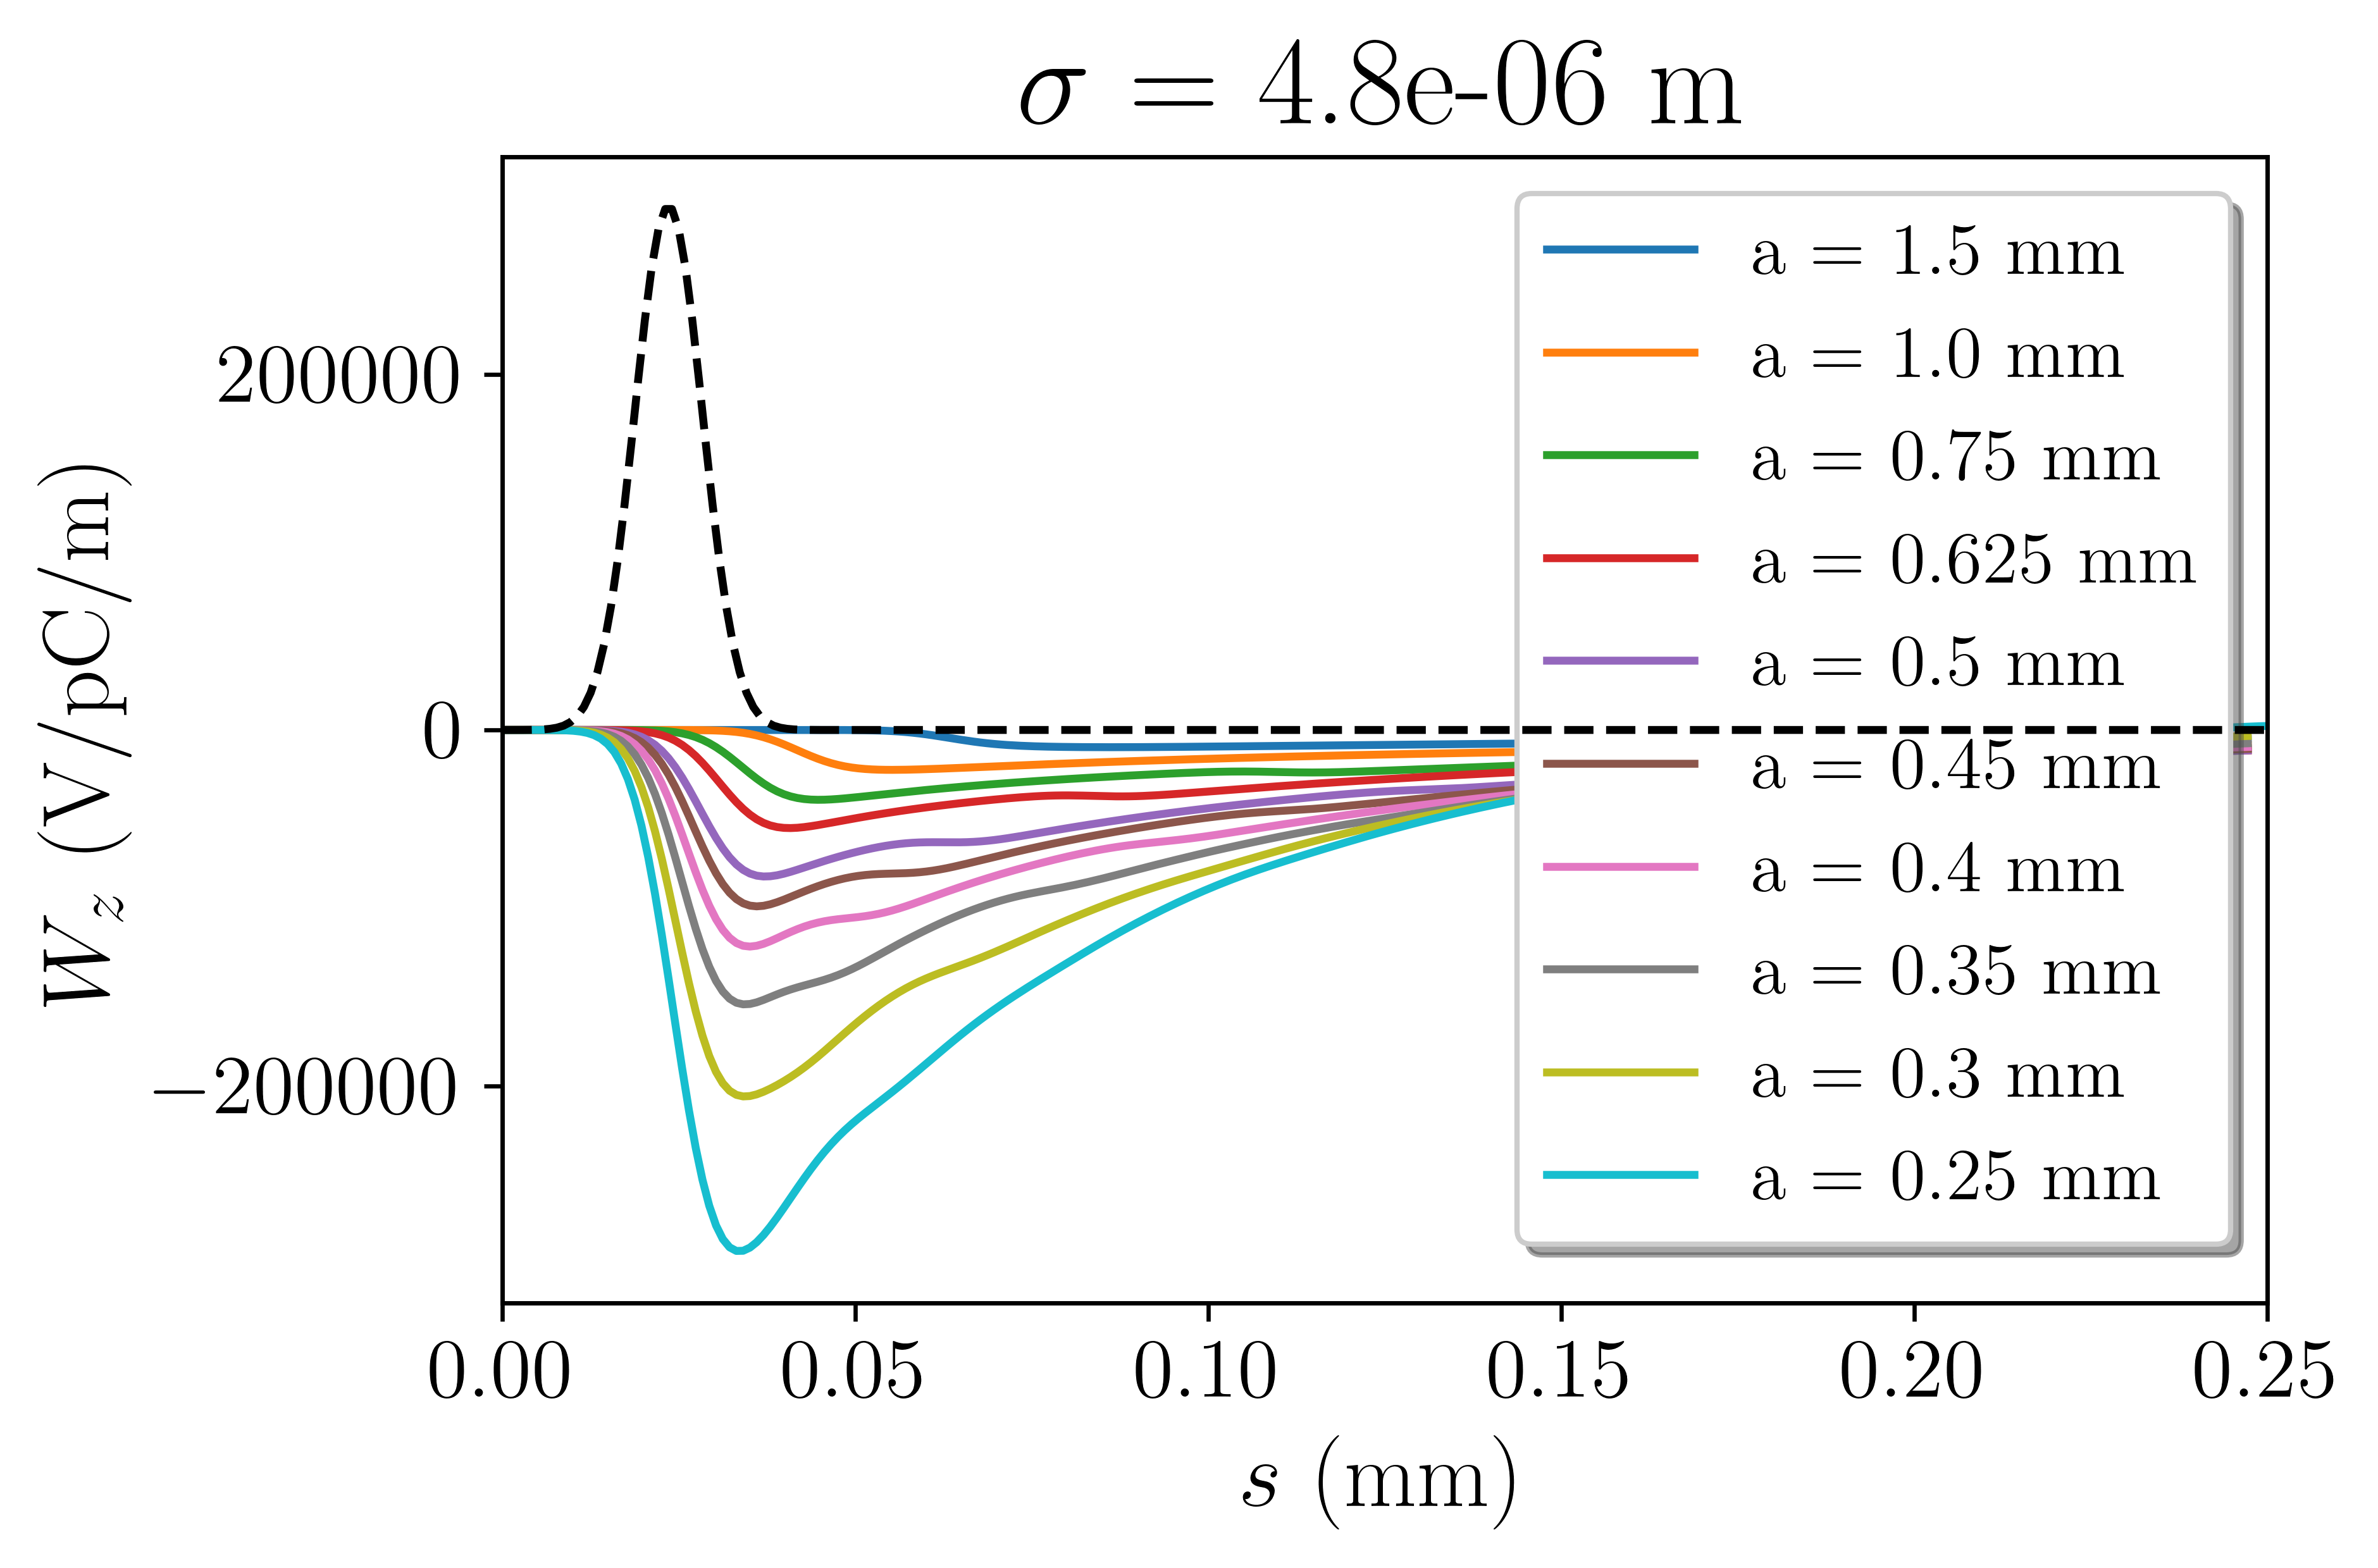 σ = 4.8e-06 m
W_z (V/pC/m)
200000
0
−200000
a = 1.5 mm
a = 1.0 mm
a = 0.75 mm
a = 0.625 mm
a = 0.5 mm
a = 0.45 mm
a = 0.4 mm
a = 0.35 mm
a = 0.3 mm
a = 0.25 mm
0.00 0.05 0.10 0.15 0.20 0.25
s (mm)